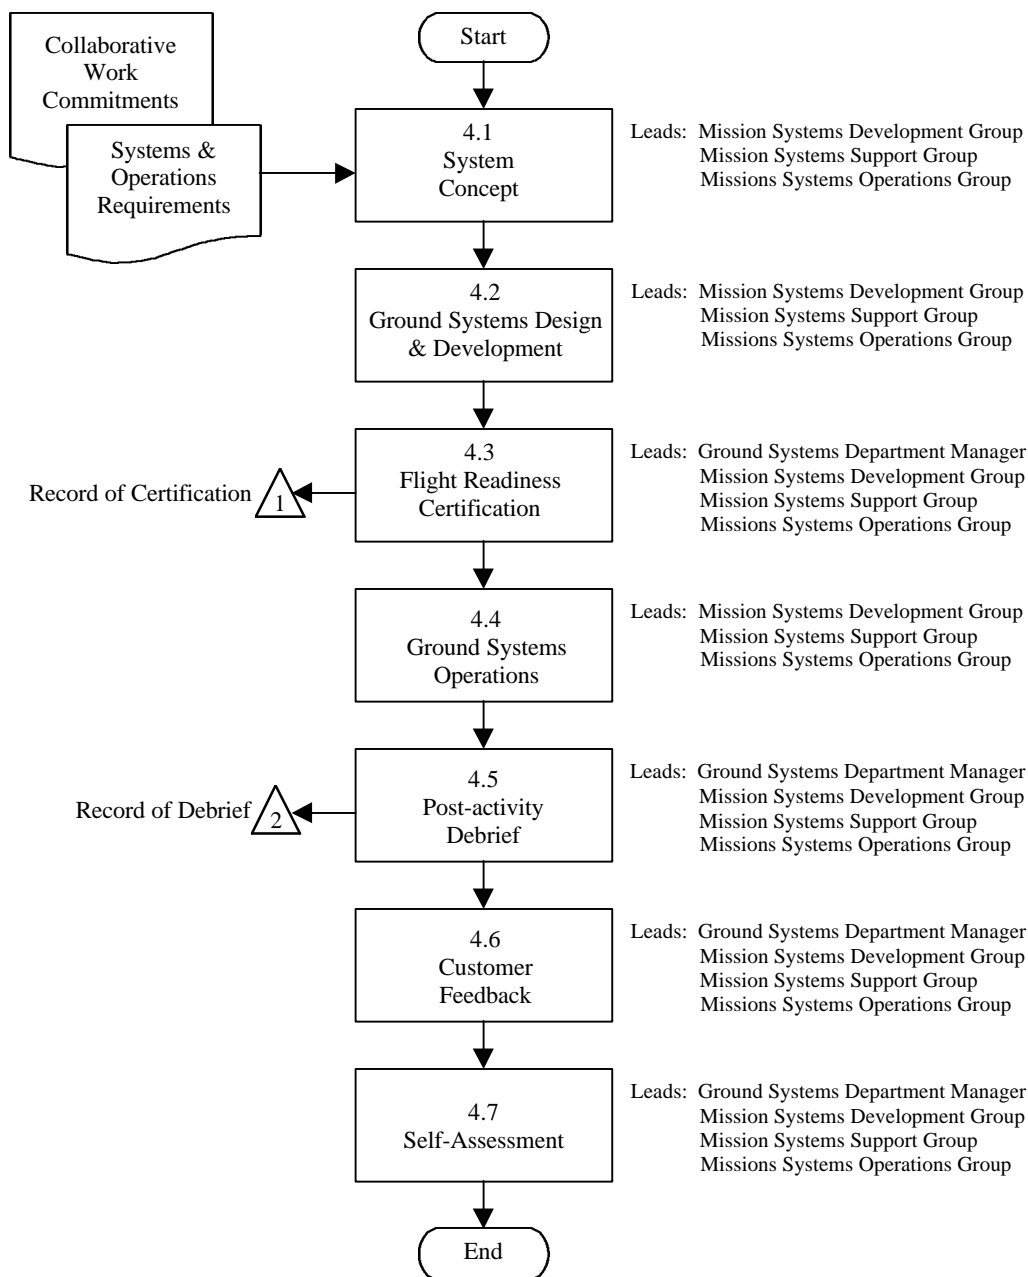 Collaborative
Work
Commitments
Systems &
Operations
Requirements
Start
4.1
System
Concept
Leads: Mission Systems Development Group
Mission Systems Support Group
Missions Systems Operations Group
4.2
Ground Systems Design
& Development
Leads: Mission Systems Development Group
Mission Systems Support Group
Missions Systems Operations Group
4.3
Flight Readiness
Certification
Record of Certification
1
Leads: Ground Systems Department Manager
Mission Systems Development Group
Mission Systems Support Group
Missions Systems Operations Group
4.4
Ground Systems
Operations
Leads: Mission Systems Development Group
Mission Systems Support Group
Missions Systems Operations Group
4.5
Post-activity
Debrief
Record of Debrief
2
Leads: Ground Systems Department Manager
Mission Systems Development Group
Mission Systems Support Group
Missions Systems Operations Group
4.6
Customer
Feedback
Leads: Ground Systems Department Manager
Mission Systems Development Group
Mission Systems Support Group
Missions Systems Operations Group
4.7
Self-Assessment
Leads: Ground Systems Department Manager
Mission Systems Development Group
Mission Systems Support Group
Missions Systems Operations Group
End